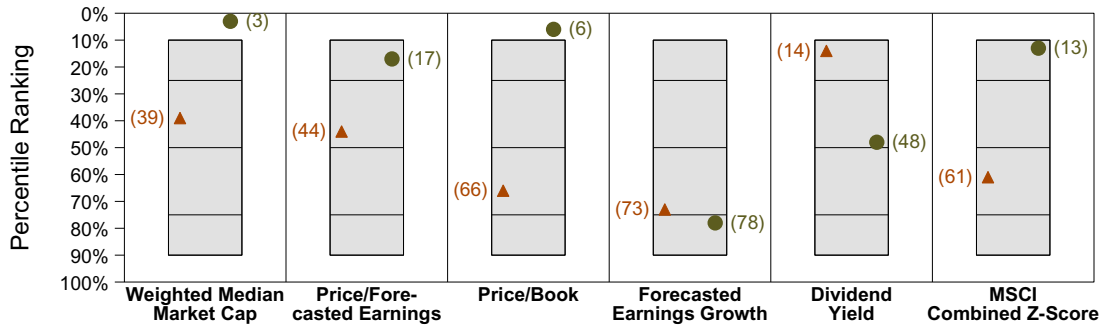 Percentile Ranking
0%
10%
20%
30%
40%
50%
60%
70%
80%
90%
100%
(3)
(39)
(17)
(44)
(6)
(66)
(73)
(78)
(14)
(48)
(13)
(61)
Weighted Median
Market Cap
Price/Fore-
casted Earnings
Price/Book
Forecasted
Earnings Growth
Dividend
Yield
MSCI
Combined Z-Score